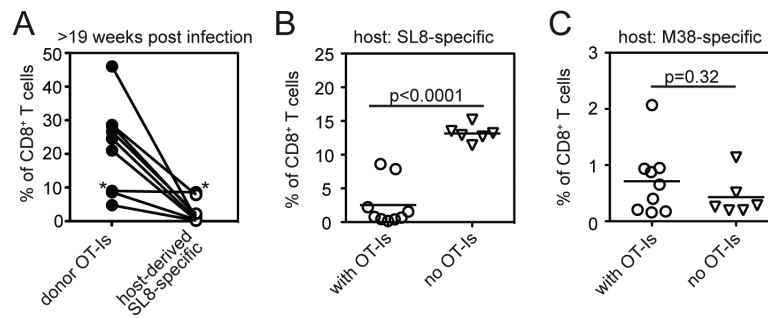 A
>19 weeks post infection
% of CD8+ T cells
50
40
30
20
10
0
*
*
donor OT-Is
host-derived
SL8-specific
B
host: SL8-specific
% of CD8+ T cells
25
20
15
10
5
0
p<0.0001
with OT-Is
no OT-Is
C
host: M38-specific
% of CD8+ T cells
3
2
1
0
p=0.32
with OT-Is
no OT-Is